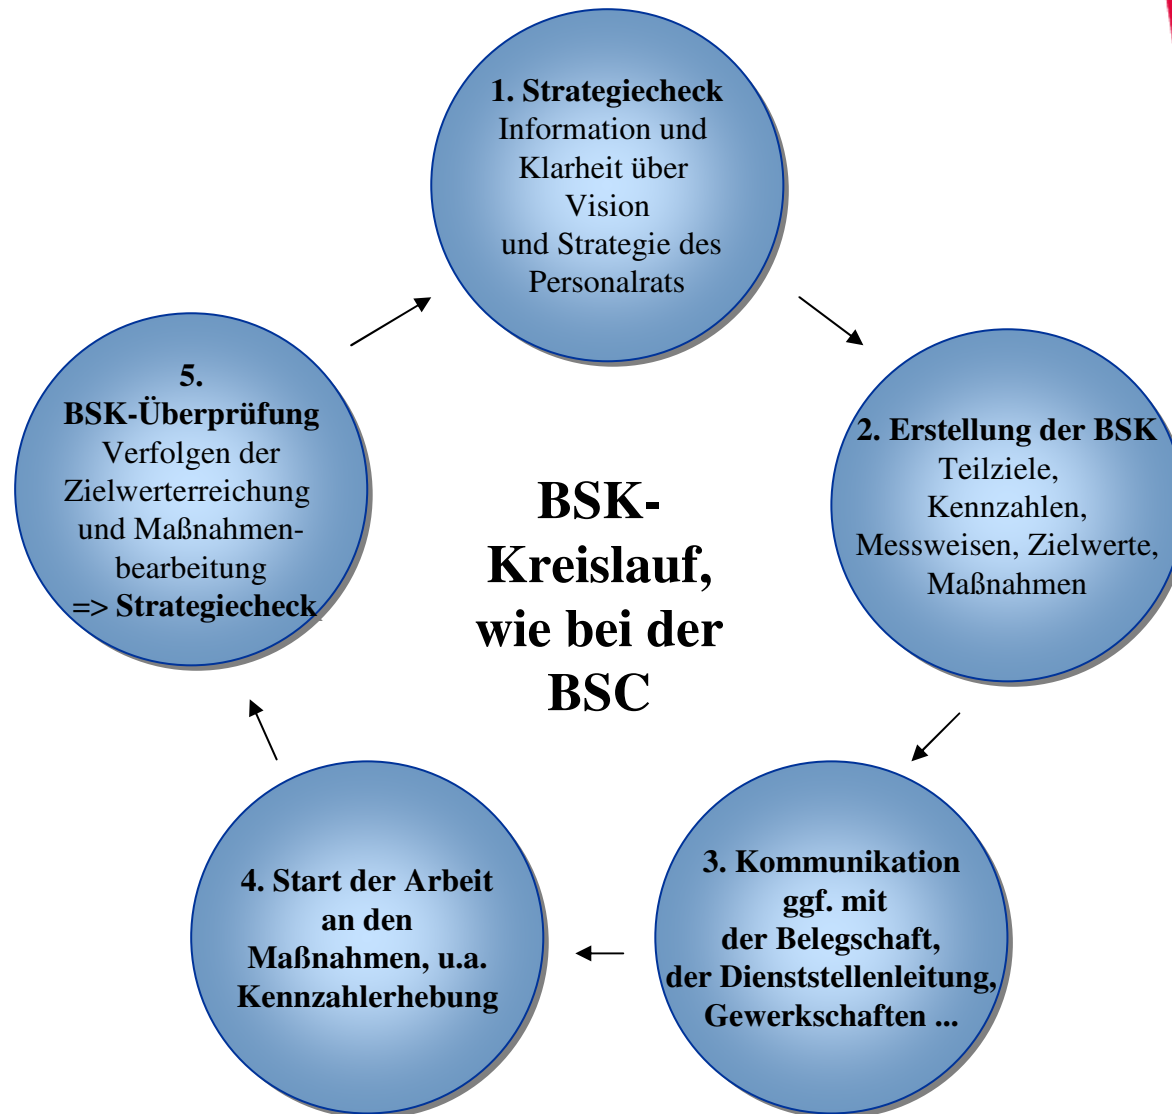 1. Strategiecheck
Information und
Klarheit über
Vision
und Strategie des
Personalrats
2. Erstellung der BSK
Teilziele,
Kennzahlen,
Messweisen, Zielwerte,
Maßnahmen
3. Kommunikation
ggf. mit
der Belegschaft,
der Dienststellenleitung,
Gewerkschaften ...
4. Start der Arbeit
an den
Maßnahmen, u.a.
Kennzahlerhebung
5.
BSK-Überprüfung
Verfolgen der
Zielwerterreichung
und Maßnahmen-
bearbeitung
=> Strategiecheck
BSK-
Kreislauf,
wie bei der
BSC